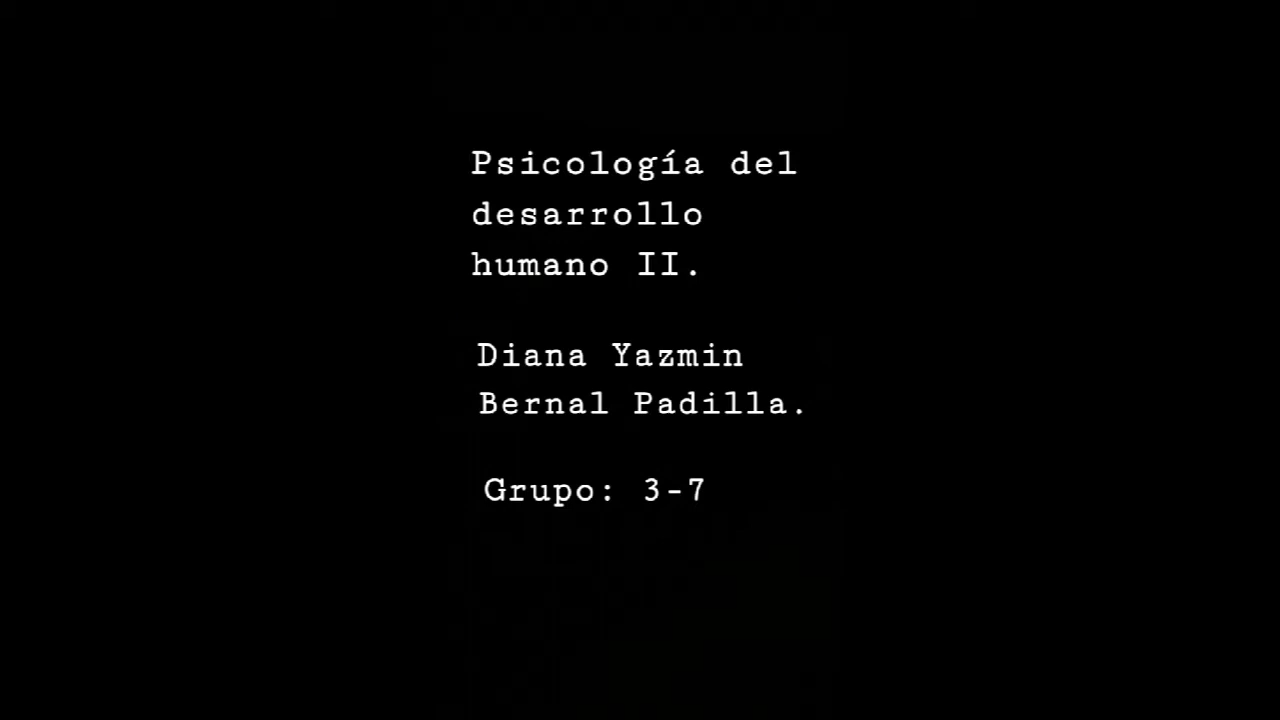 Psicología del
desarrollo
humano II.
Diana Yazmin
Bernal Padilla.
Grupo: 3-7